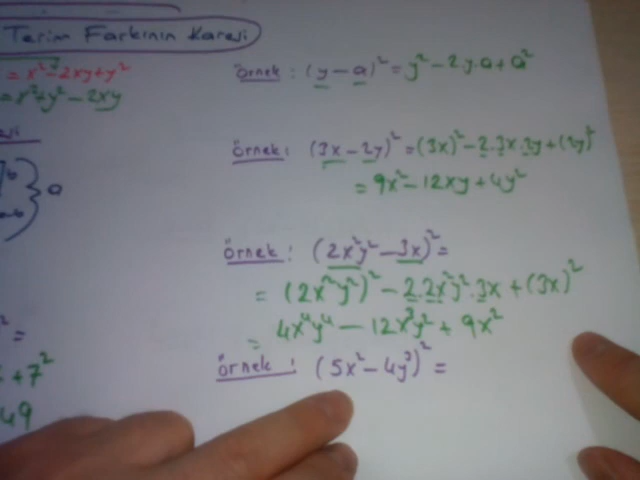 Terim Farkının Karesi
= x² - 2xy + y²
= x² + y² - 2xy
Örnek : (y - a)² = y² - 2.y.a + a²
Örnek : (3x - 2y)² = (3x)² - 2.3x.2y + (2y)²
= 9x² - 12xy + 4y²
a
Örnek : (2x²y² - 3x)² =
= (2x²y²)² - 2.2x²y².3x + (3x)²
= 4x⁴y⁴ - 12x³y² + 9x²
Örnek : (5x² - 4y³)² =
² =
+ 7²
49